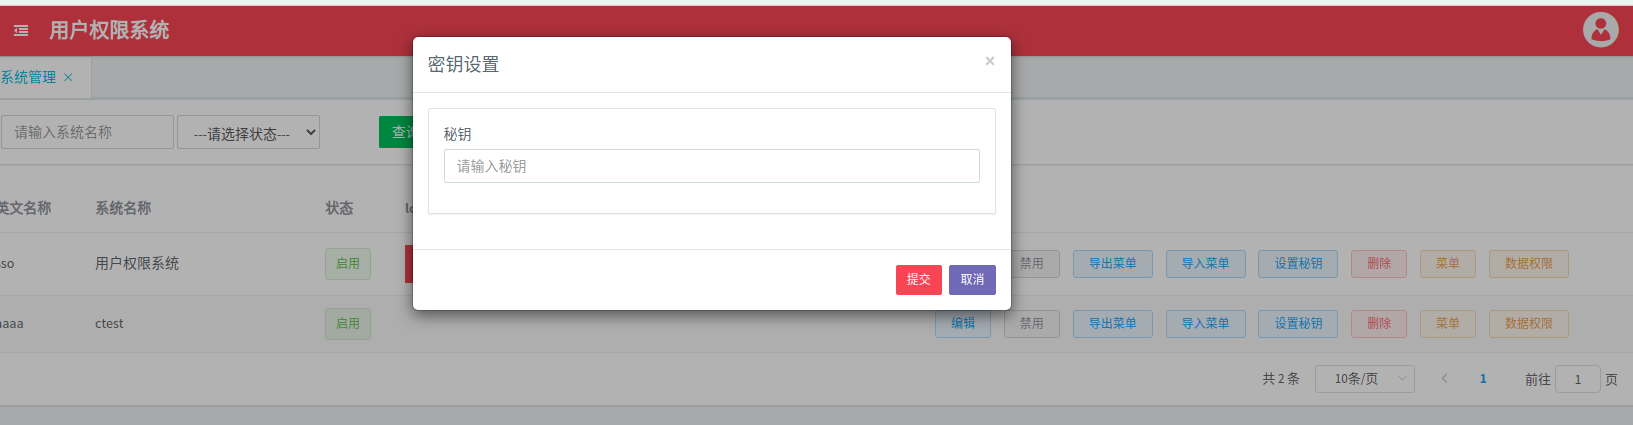 用户权限系统
系统管理 ×
密钥设置 ×
请输入系统名称 ---请选择状态---
秘钥
请输入秘钥
英文名称 系统名称 状态
sso 用户权限系统 启用 禁用 导出菜单 导入菜单 设置秘钥 删除 菜单 数据权限
提交 取消
aaa ctest 启用 编辑 禁用 导出菜单 导入菜单 设置秘钥 删除 菜单 数据权限
共 2 条 10条/页 1 前往 1 页